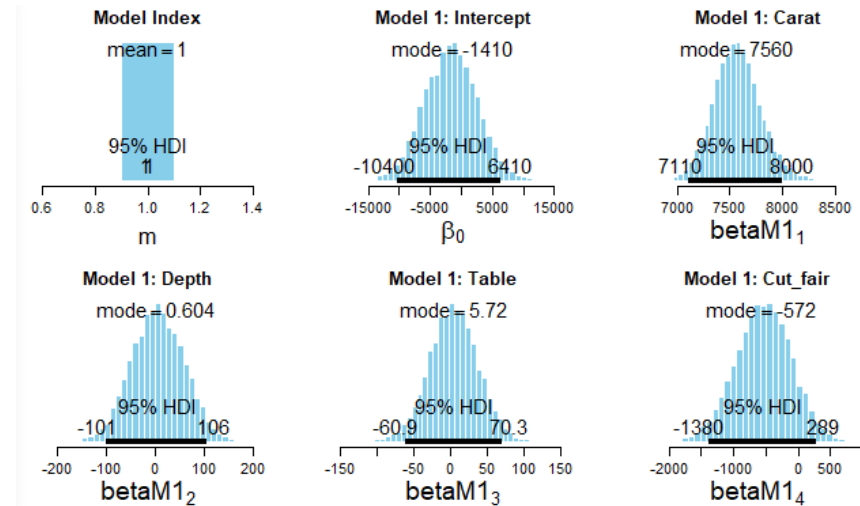 Model Index
mean = 1
95% HDI
1 1
0.6 0.8 1.0 1.2 1.4
m
Model 1: Intercept
mode = -1410
95% HDI
-10400 6410
-15000 -5000 5000 15000
β0
Model 1: Carat
mode = 7560
95% HDI
7110 8000
7000 7500 8000 8500
betaM11
Model 1: Depth
mode = 0.604
95% HDI
-101 106
-200 -100 0 100 200
betaM12
Model 1: Table
mode = 5.72
95% HDI
-60.9 70.3
-150 -50 0 50 100 150
betaM13
Model 1: Cut_fair
mode = -572
95% HDI
-1380 289
-2000 -1000 0 500
betaM14